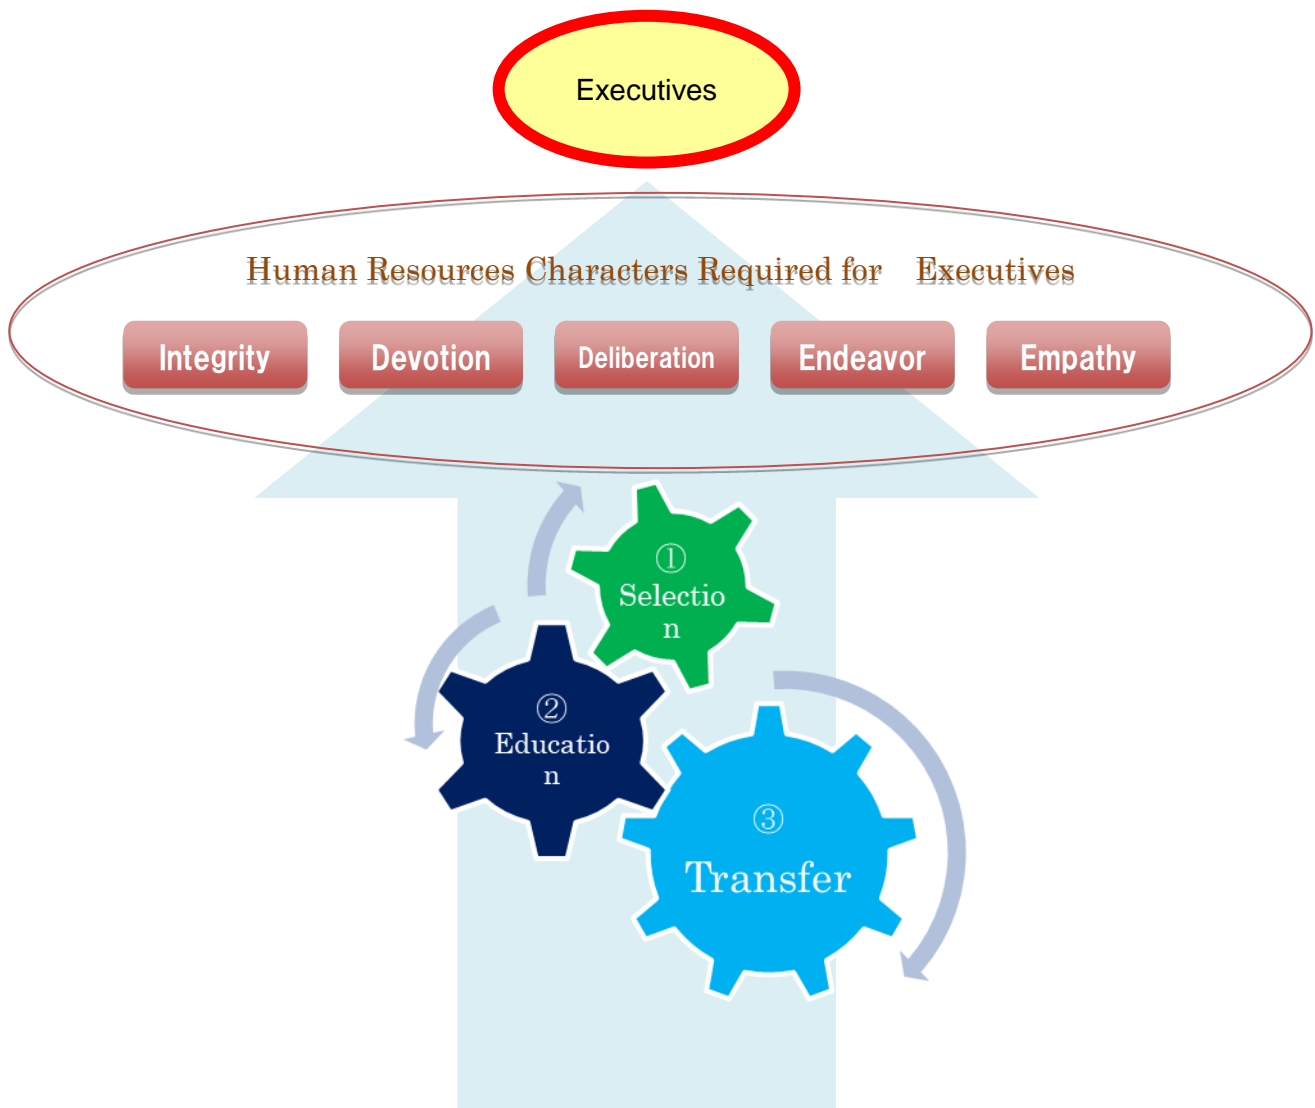 Executives
Human Resources Characters Required for　Executives
Integrity
Devotion
Deliberation
Endeavor
Empathy
①
Selectio
n
②
Educatio
n
③
Transfer